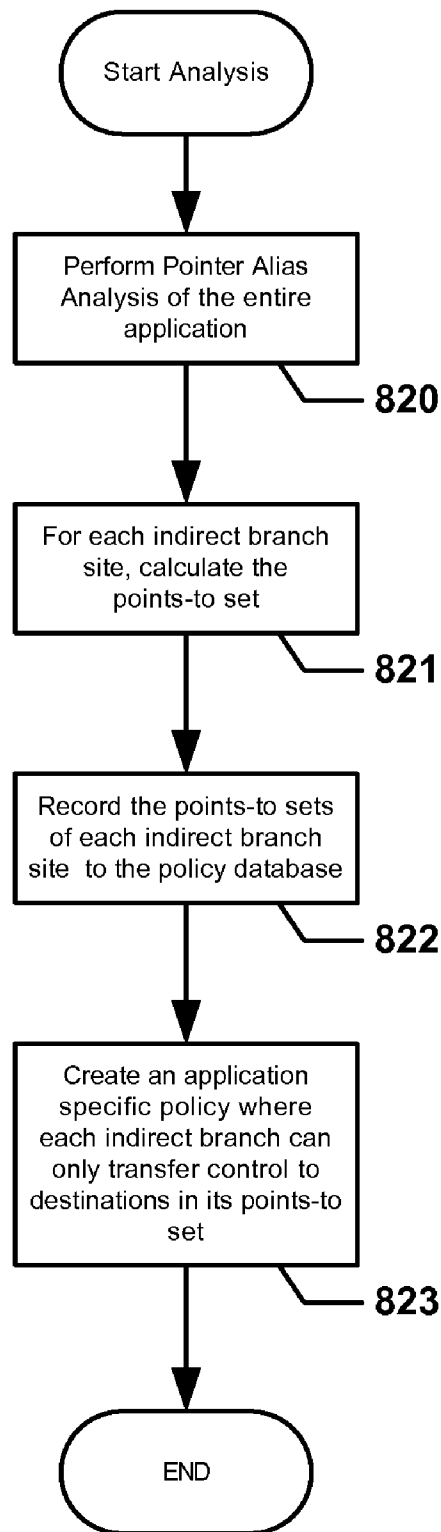 Start Analysis
Perform Pointer Alias
Analysis of the entire
application
820
For each indirect branch
site, calculate the
points-to set
821
Record the points-to sets
of each indirect branch
site to the policy database
822
Create an application
specific policy where
each indirect branch can
only transfer control to
destinations in its points-to
set
823
END